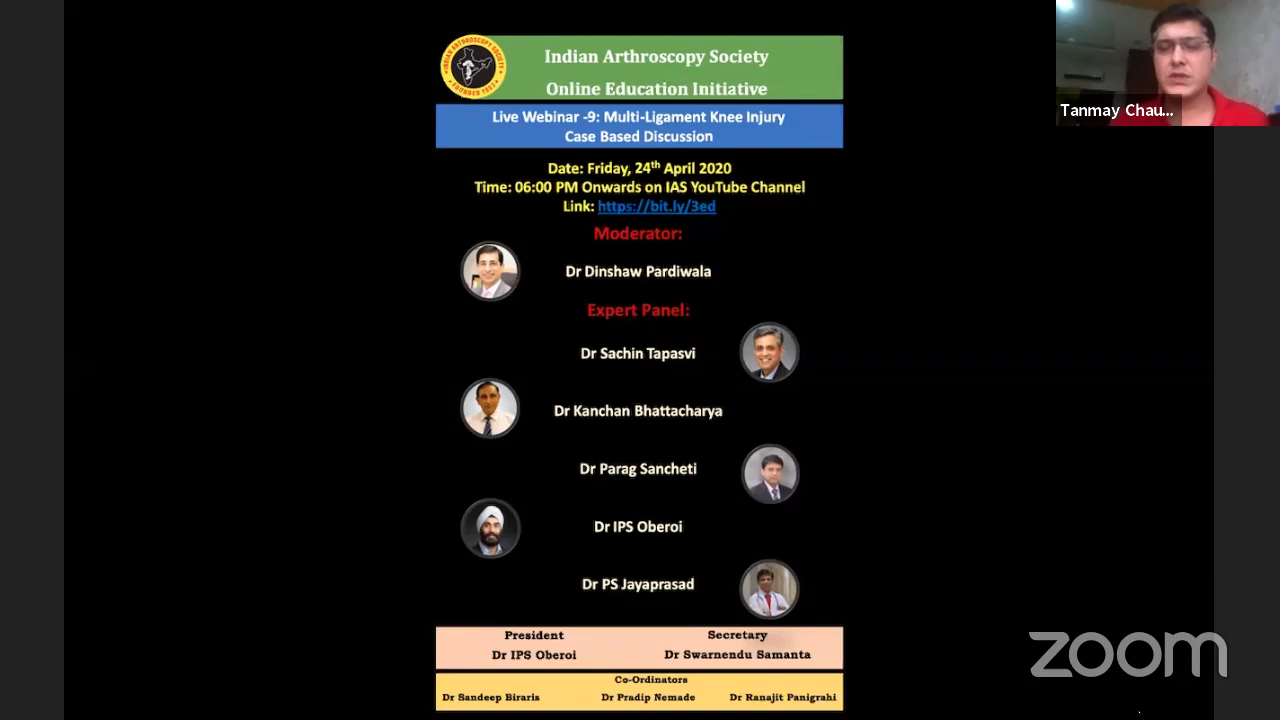 Indian Arthroscopy Society
Online Education Initiative
INDIAN ARTHROSCOPY SOCIETY
FOUNDED
Live Webinar -9: Multi-Ligament Knee Injury
Case Based Discussion
Date: Friday, 24th April 2020
Time: 06:00 PM Onwards on IAS YouTube Channel
Link: https://bit.ly/3ed
Moderator:
Dr Dinshaw Pardiwala
Expert Panel:
Dr Sachin Tapasvi
Dr Kanchan Bhattacharya
Dr Parag Sancheti
Dr IPS Oberoi
Dr PS Jayaprasad
President
Dr IPS Oberoi
Secretary
Dr Swarnendu Samanta
Co-Ordinators
Dr Sandeep Biraris
Dr Pradip Nemade
Dr Ranajit Panigrahi
Tanmay Chau...
zoom